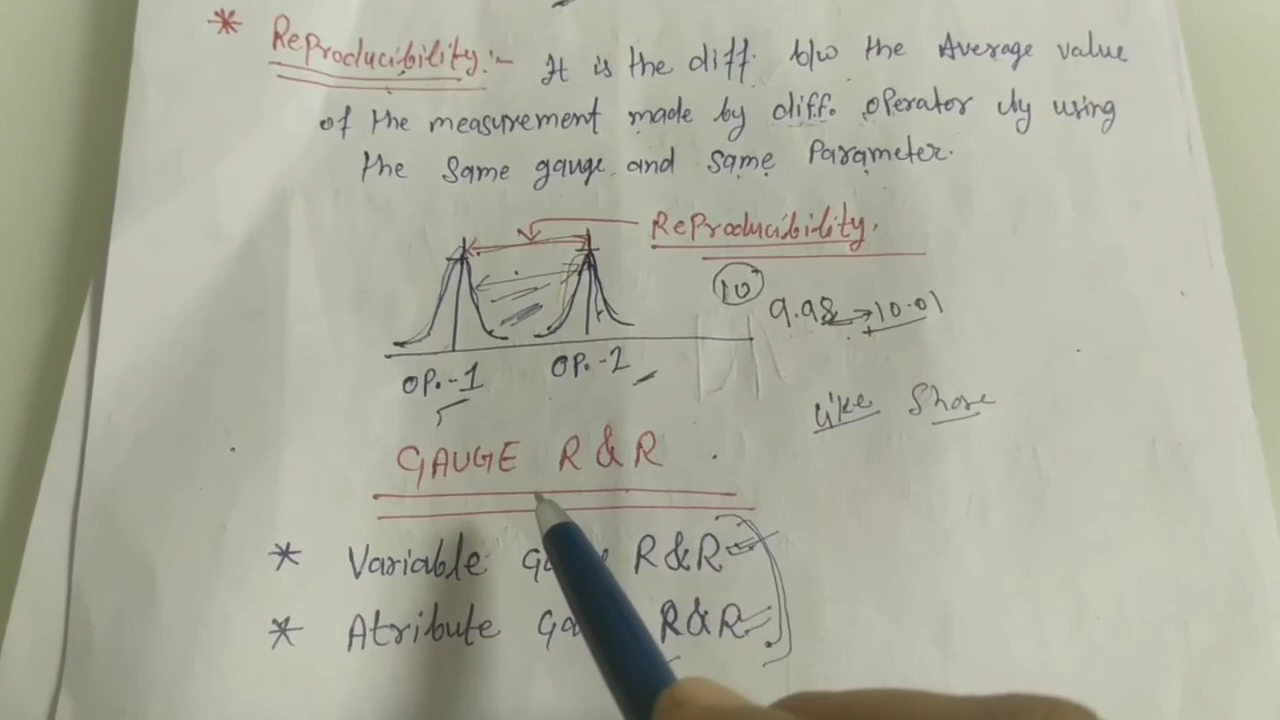 * Reproducibility:- It is the diff. b/w the Average value
of the measurement made by diff. operator by using
the same gauge and same Parameter.
Reproducibility.
10
9.98 → 10.01
OP.-1 OP.-2
Like Share
GAUGE R & R
* Variable R&R
* Atribute R&R